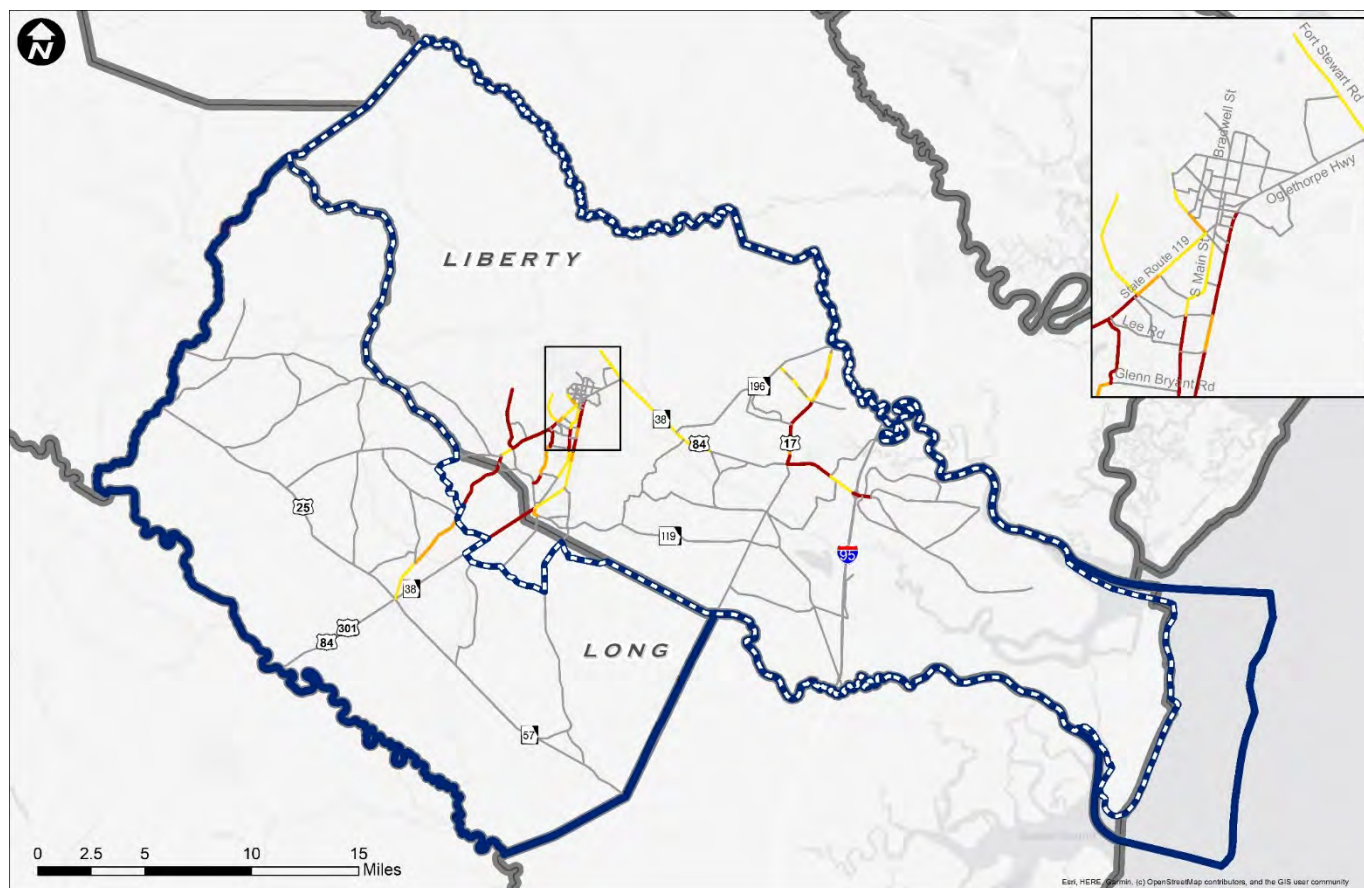 N
Fort Stewart Rd
Bradwell St
Oglethorpe Hwy
State Route 119
S Main St
Lee Rd
Glenn Bryant Rd
LIBERTY
196
38
84
17
25
119
95
38
301
84
LONG
57
0 2.5 5 10 15
Miles
Esri, HERE, Garmin, (c) OpenStreetMap contributors, and the GIS user community